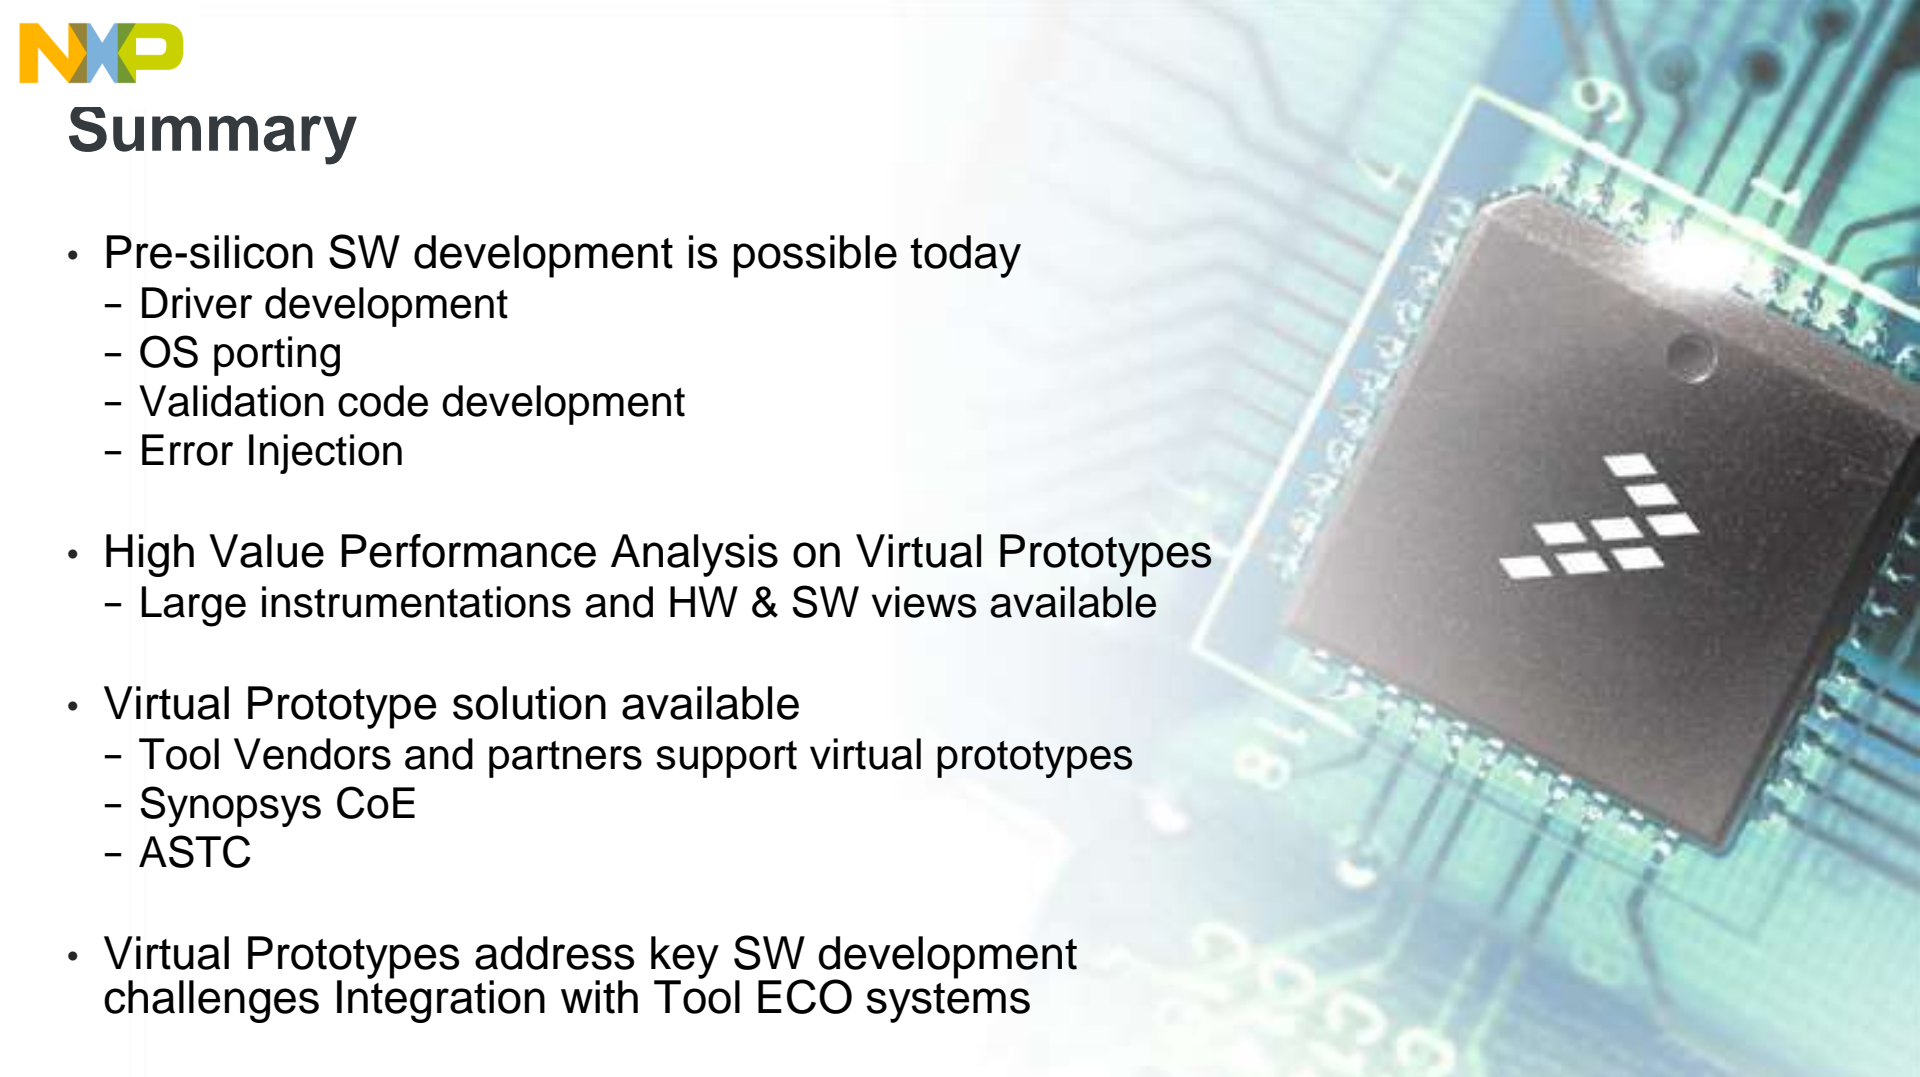 NXP
Summary
• Pre-silicon SW development is possible today
– Driver development
– OS porting
– Validation code development
– Error Injection
• High Value Performance Analysis on Virtual Prototypes
– Large instrumentations and HW & SW views available
• Virtual Prototype solution available
– Tool Vendors and partners support virtual prototypes
– Synopsys CoE
– ASTC
• Virtual Prototypes address key SW development
challenges Integration with Tool ECO systems